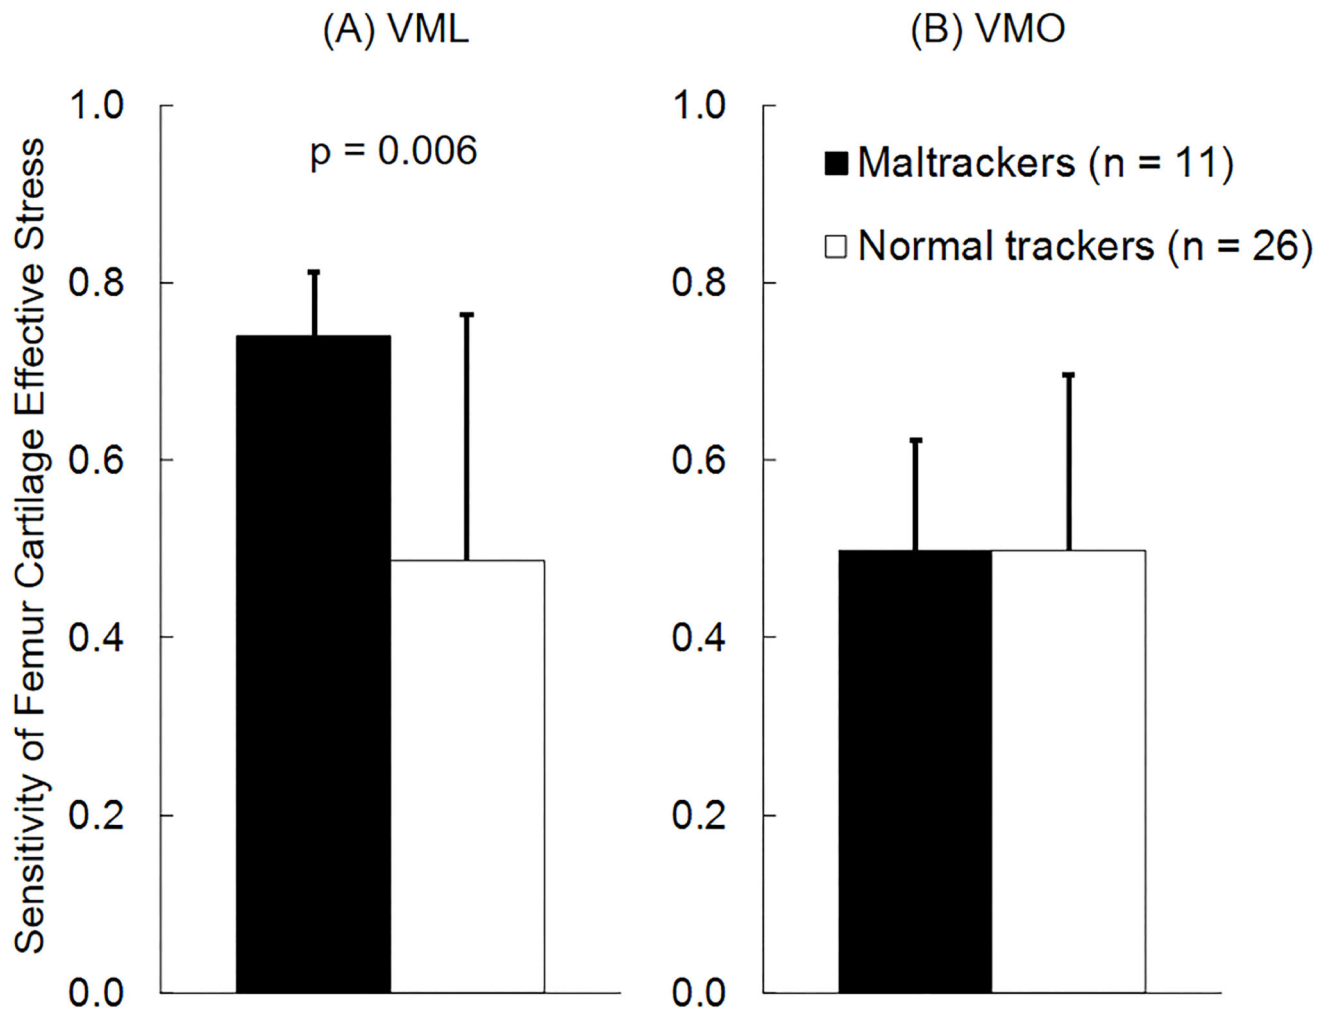 (A) VML
(B) VMO
Sensitivity of Femur Cartilage Effective Stress
1.0
0.8
0.6
0.4
0.2
0.0
p = 0.006
1.0
0.8
0.6
0.4
0.2
0.0
Maltrackers (n = 11)
Normal trackers (n = 26)